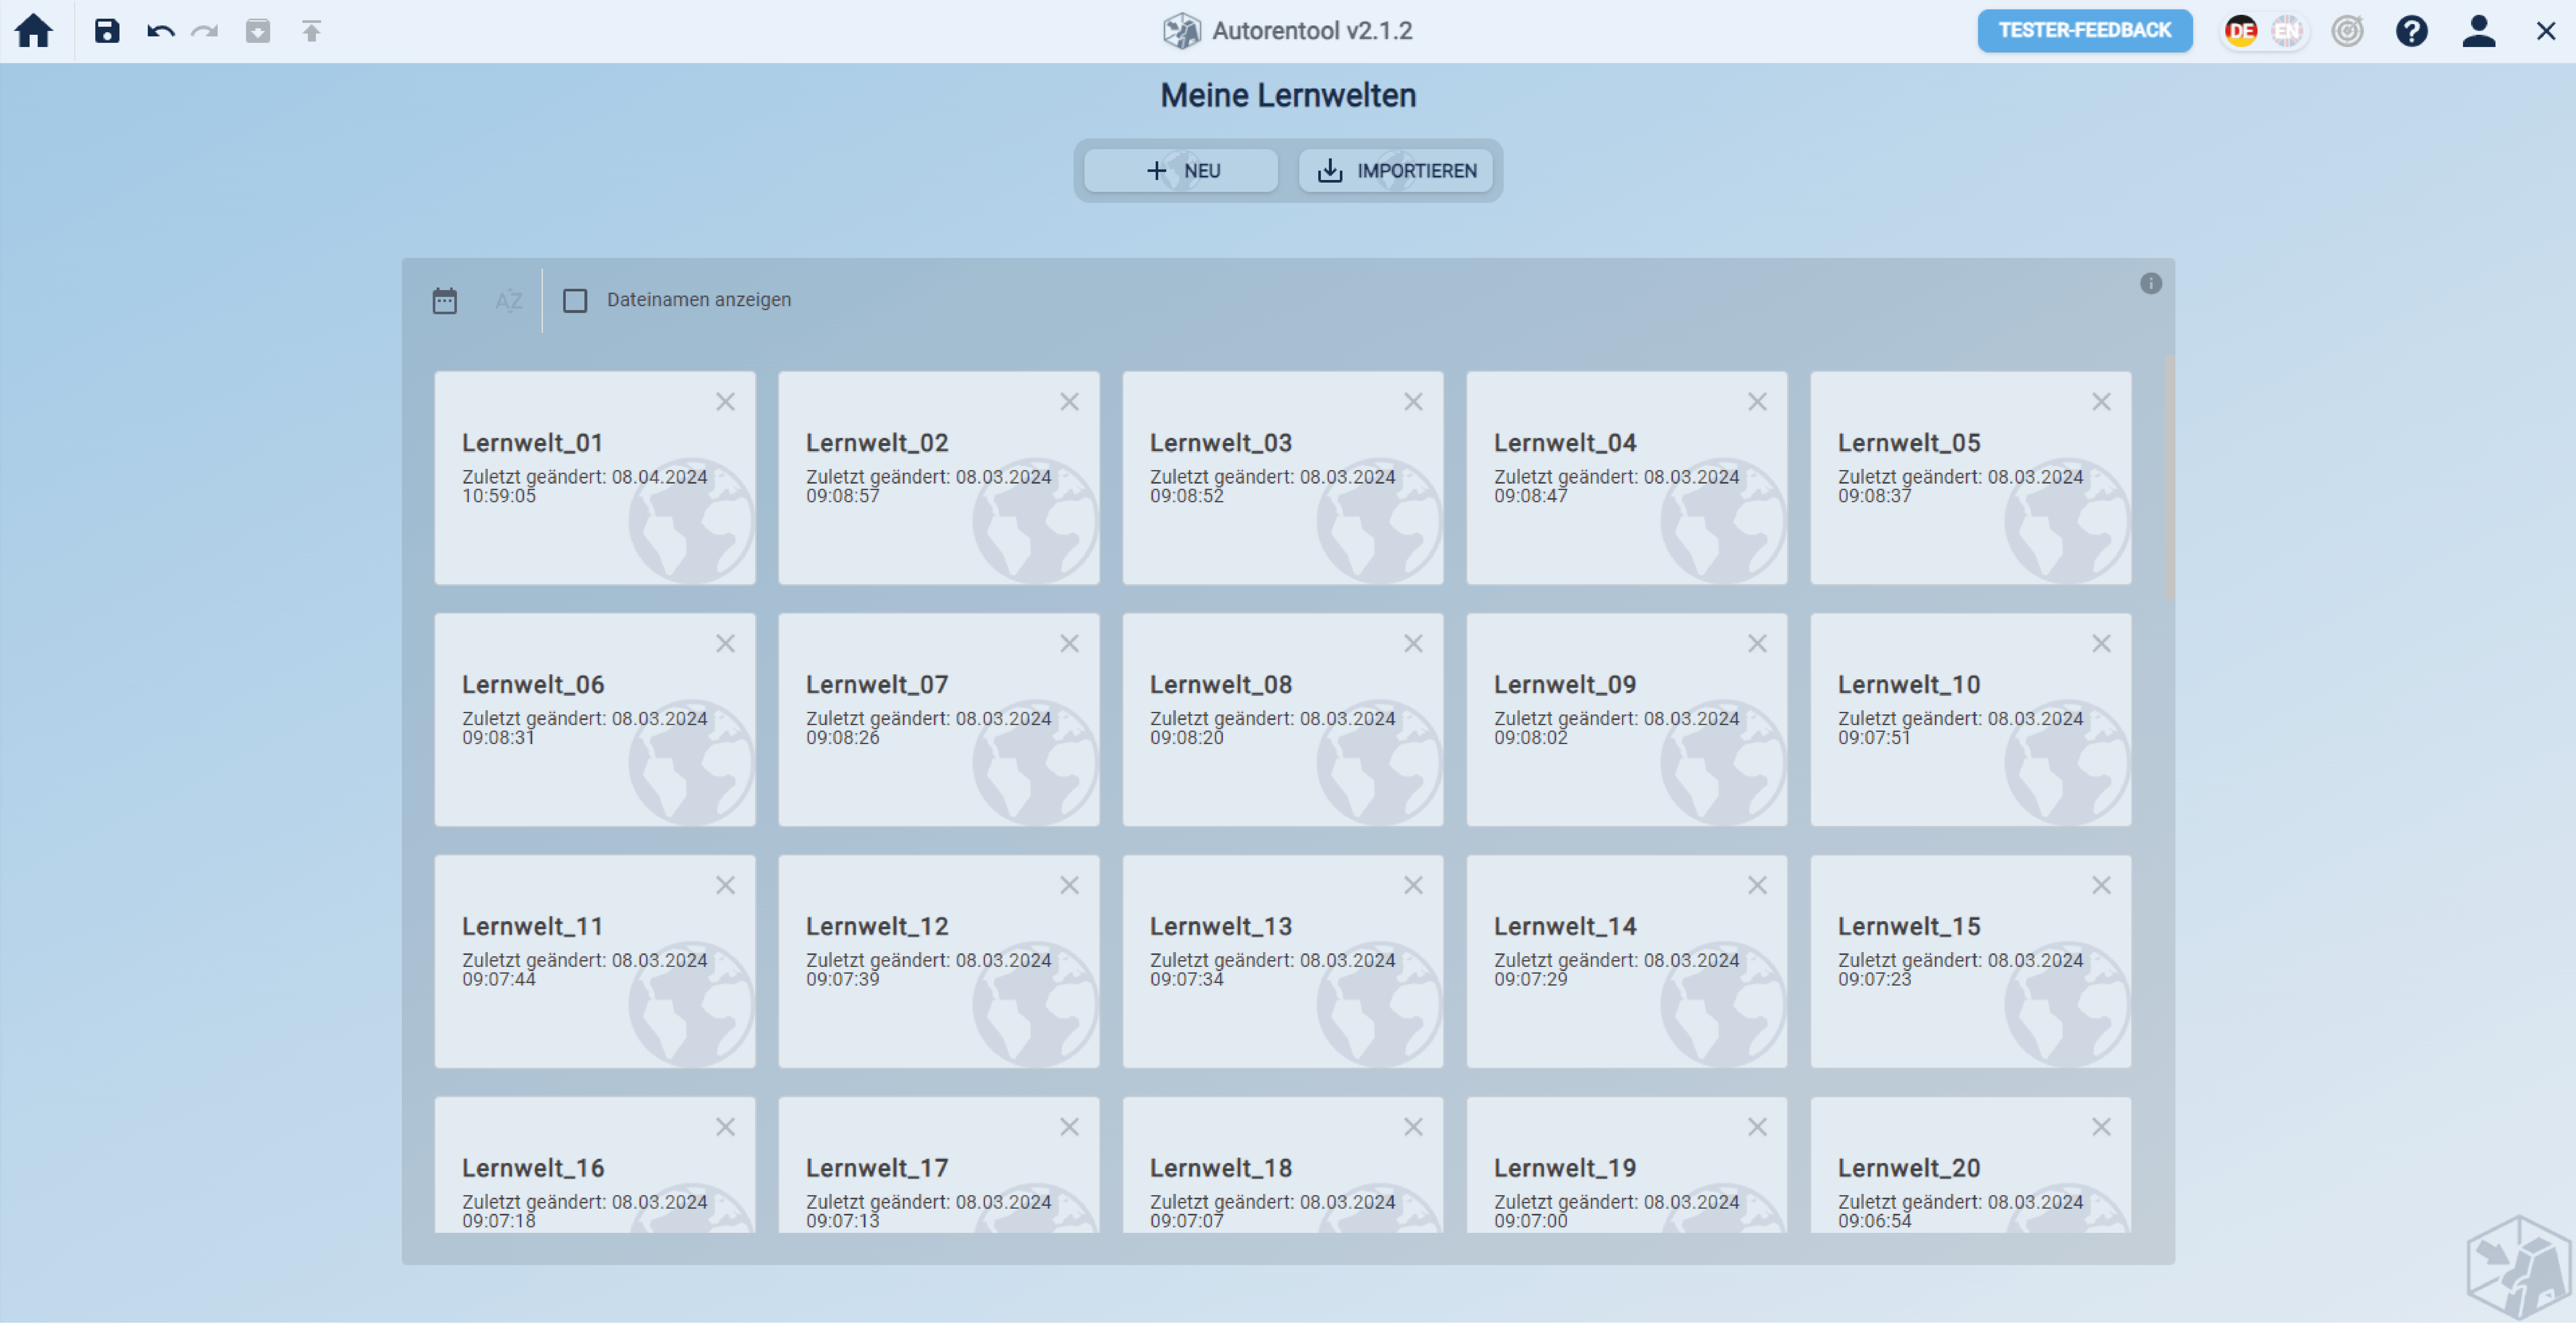 Autorentool v2.1.2
TESTER-FEEDBACK
DE EN
Meine Lernwelten
NEU
IMPORTIEREN
AZ
Dateinamen anzeigen
Lernwelt_01
Zuletzt geändert: 08.04.2024
10:59:05
Lernwelt_02
Zuletzt geändert: 08.03.2024
09:08:57
Lernwelt_03
Zuletzt geändert: 08.03.2024
09:08:52
Lernwelt_04
Zuletzt geändert: 08.03.2024
09:08:47
Lernwelt_05
Zuletzt geändert: 08.03.2024
09:08:37
Lernwelt_06
Zuletzt geändert: 08.03.2024
09:08:31
Lernwelt_07
Zuletzt geändert: 08.03.2024
09:08:26
Lernwelt_08
Zuletzt geändert: 08.03.2024
09:08:20
Lernwelt_09
Zuletzt geändert: 08.03.2024
09:08:02
Lernwelt_10
Zuletzt geändert: 08.03.2024
09:07:51
Lernwelt_11
Zuletzt geändert: 08.03.2024
09:07:44
Lernwelt_12
Zuletzt geändert: 08.03.2024
09:07:39
Lernwelt_13
Zuletzt geändert: 08.03.2024
09:07:34
Lernwelt_14
Zuletzt geändert: 08.03.2024
09:07:29
Lernwelt_15
Zuletzt geändert: 08.03.2024
09:07:23
Lernwelt_16
Zuletzt geändert: 08.03.2024
09:07:18
Lernwelt_17
Zuletzt geändert: 08.03.2024
09:07:13
Lernwelt_18
Zuletzt geändert: 08.03.2024
09:07:07
Lernwelt_19
Zuletzt geändert: 08.03.2024
09:07:00
Lernwelt_20
Zuletzt geändert: 08.03.2024
09:06:54